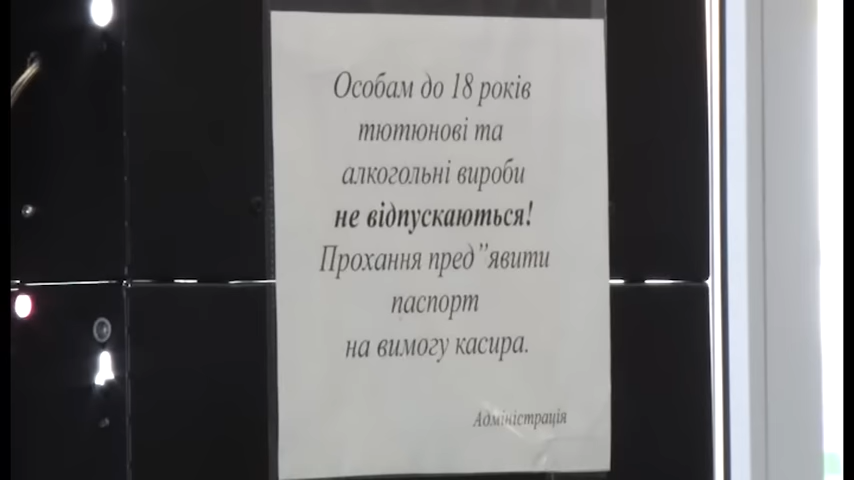 Особам до 18 років
тютюнові та
алкогольні вироби
не відпускаються!
Прохання пред”явити
паспорт
на вимогу касира.
Адміністрація